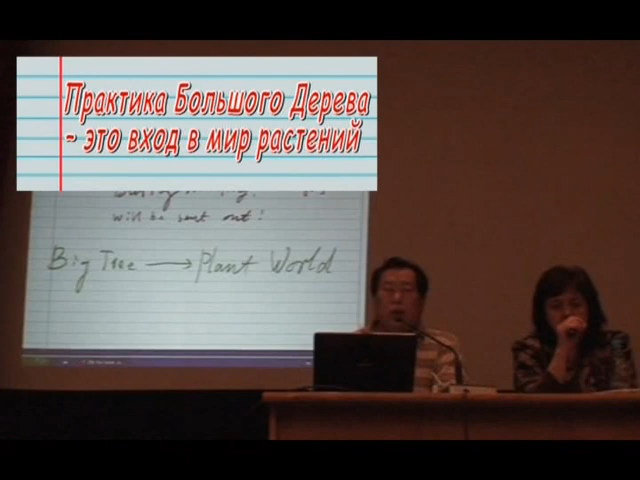 Практика Большого Дерева
- это вход в мир растений
will be sent out!
Big Tree → Plant World